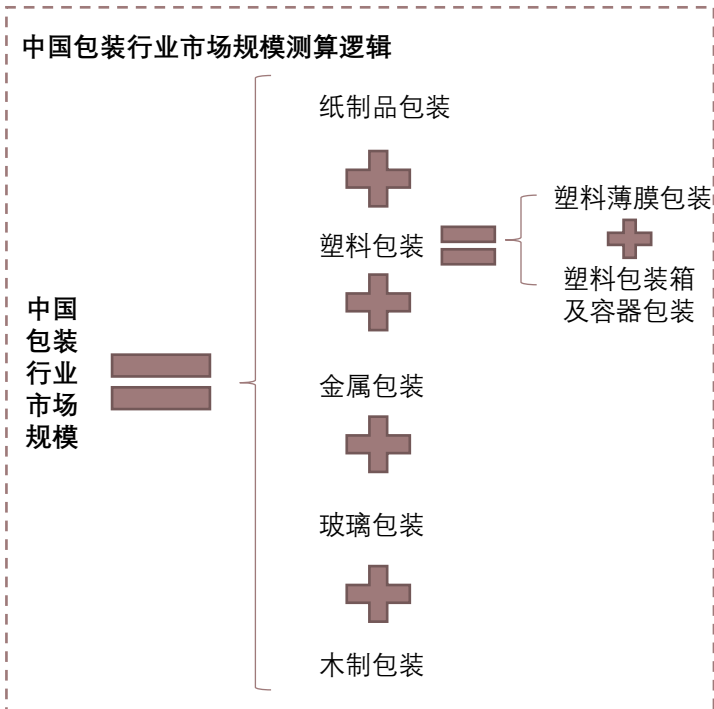 中国包装行业市场规模测算逻辑
中国
包装
行业
市场
规模
纸制品包装
塑料包装
塑料薄膜包装
塑料包装箱
及容器包装
金属包装
玻璃包装
木制包装